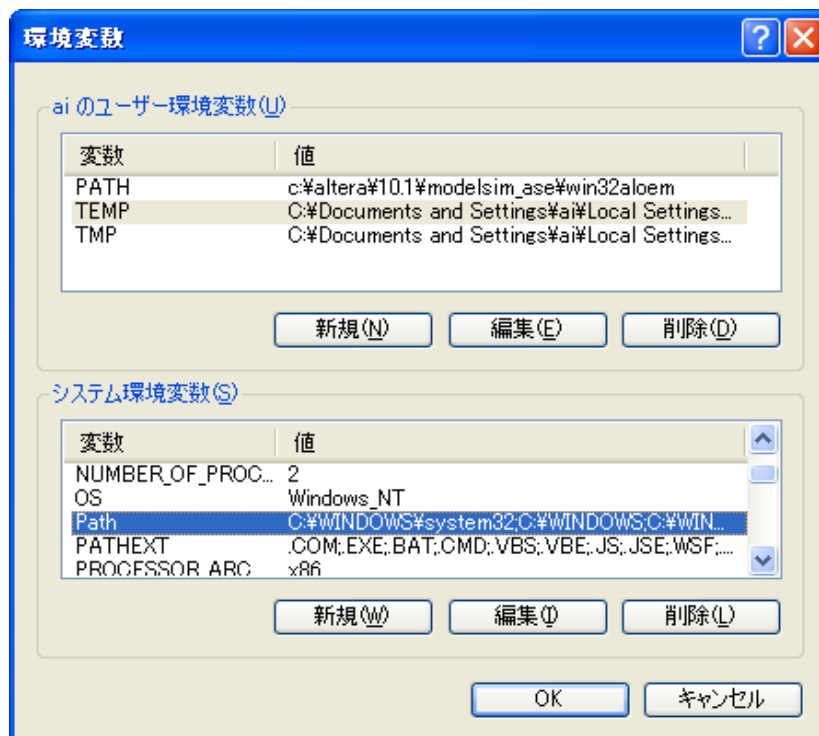 環境変数
ai のユーザー環境変数(U)
変数 値
PATH c:¥altera¥10.1¥modelsim_ase¥win32aloem
TEMP C:¥Documents and Settings¥ai¥Local Settings...
TMP C:¥Documents and Settings¥ai¥Local Settings...
新規(N) 編集(E) 削除(D)
システム環境変数(S)
変数 値
NUMBER_OF_PROC... 2
OS Windows_NT
Path C:¥WINDOWS¥system32;C:¥WINDOWS;C:¥WIN...
PATHEXT .COM;.EXE;.BAT;.CMD;.VBS;.VBE;.JS;.JSE;.WSF;....
PROCESSOR_ARC... x86
新規(W) 編集(I) 削除(L)
OK キャンセル